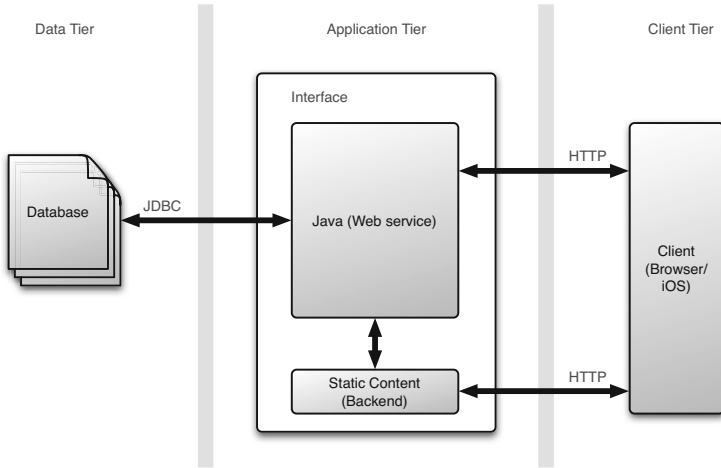 Data Tier
Application Tier
Client Tier
Interface
HTTP
Database
JDBC
Java (Web service)
Client
(Browser/
iOS)
HTTP
Static Content
(Backend)